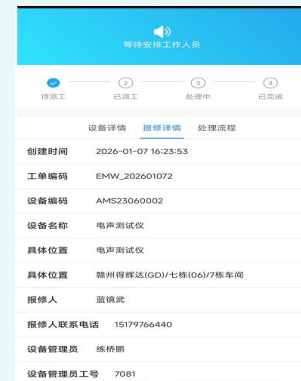 等待安排工作人员
2
3
4
待派工
已派工
处理中
已完成
设备详情 报修详情 处理流程
创建时间 2026-01-07 16:23:53
工单编码 EMW_202601072
设备编码 AMS23060002
设备名称 电声测试仪
具体位置 电声测试仪
具体位置 赣州得辉达(GD)/七栋(06)/7栋车间
报修人 蓝镜武
报修人联系电话 15179766440
设备管理员 练桥鹏
设备管理员工号 7081